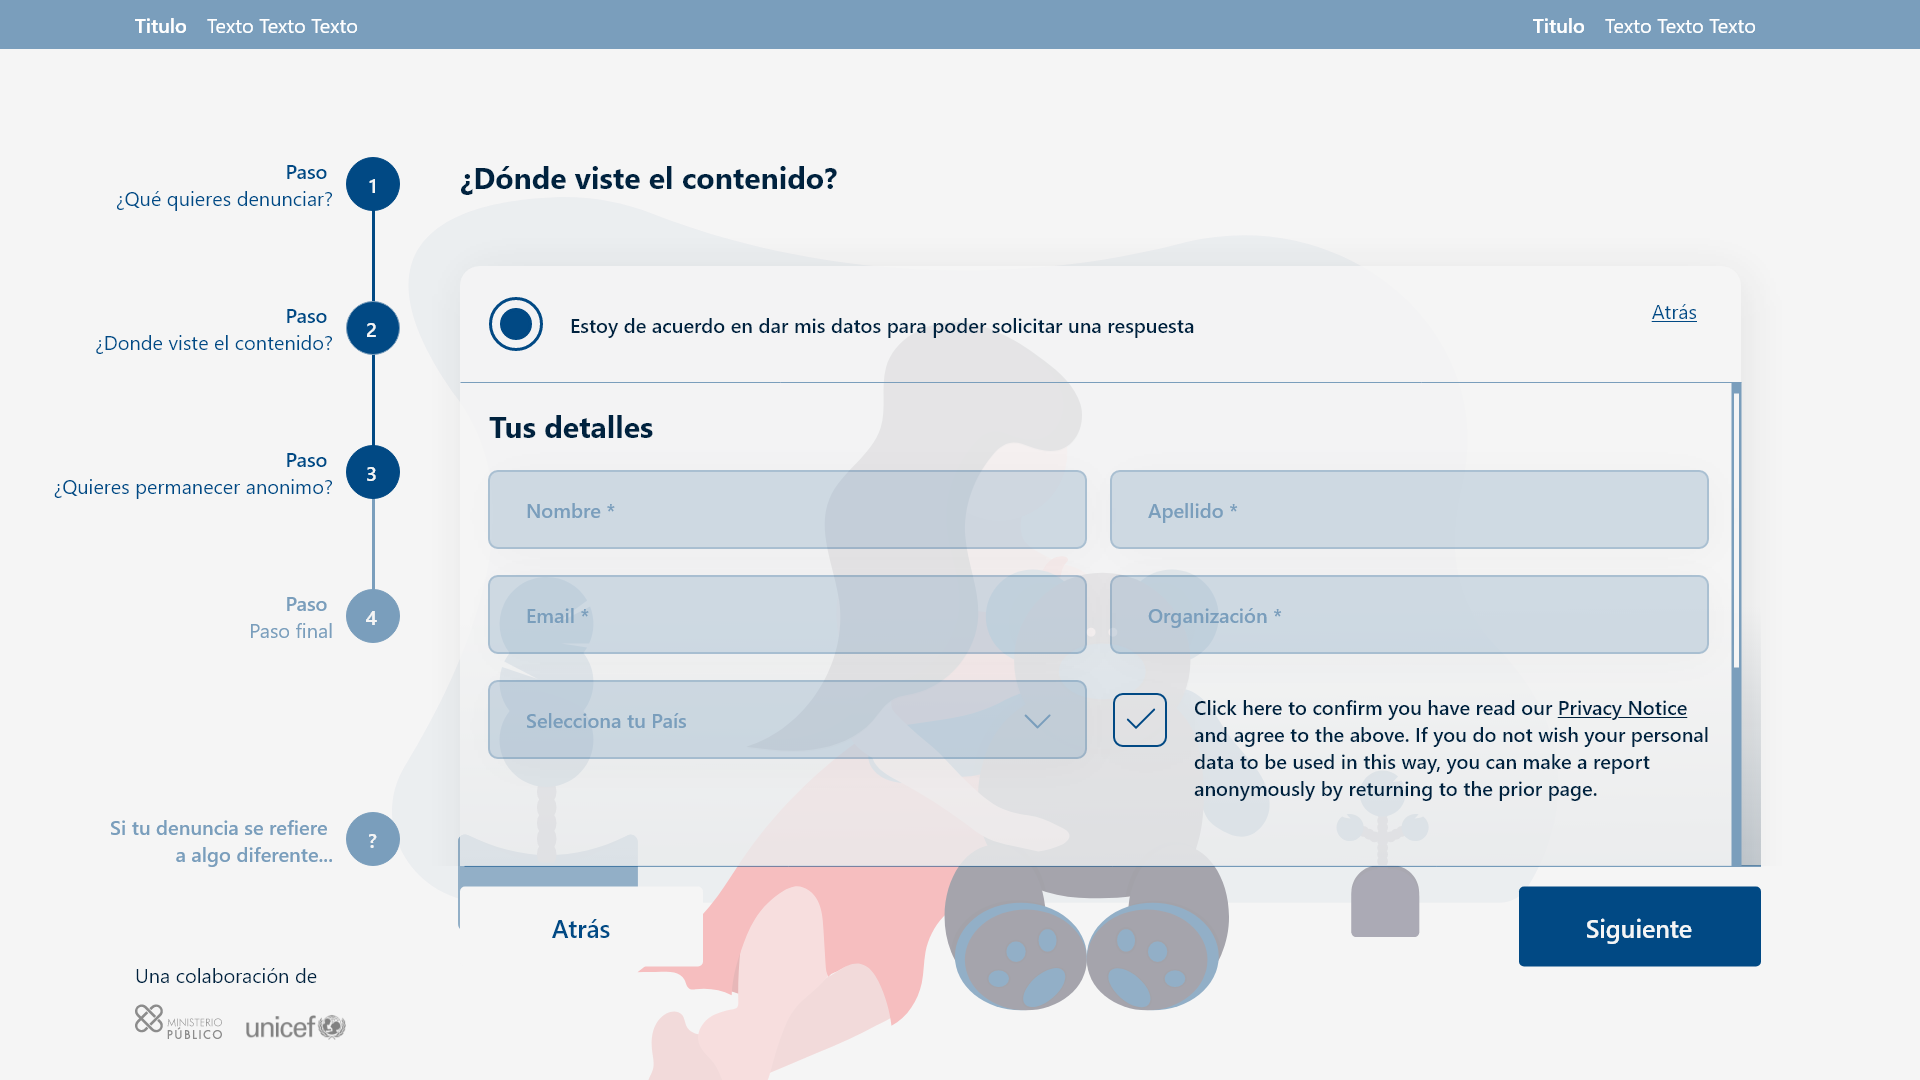 Titulo Texto Texto Texto
Titulo Texto Texto Texto
Paso
¿Qué quieres denunciar?
1
Paso
¿Donde viste el contenido?
2
Paso
¿Quieres permanecer anonimo?
3
Paso
Paso final
4
Si tu denuncia se refiere
a algo diferente...
?
Una colaboración de
MINISTERIO
PÚBLICO
unicef
¿Dónde viste el contenido?
Estoy de acuerdo en dar mis datos para poder solicitar una respuesta
Atrás
Tus detalles
Nombre *
Apellido *
Email *
Organización *
Selecciona tu País
Click here to confirm you have read our Privacy Notice
and agree to the above. If you do not wish your personal
data to be used in this way, you can make a report
anonymously by returning to the prior page.
Atrás
Siguiente